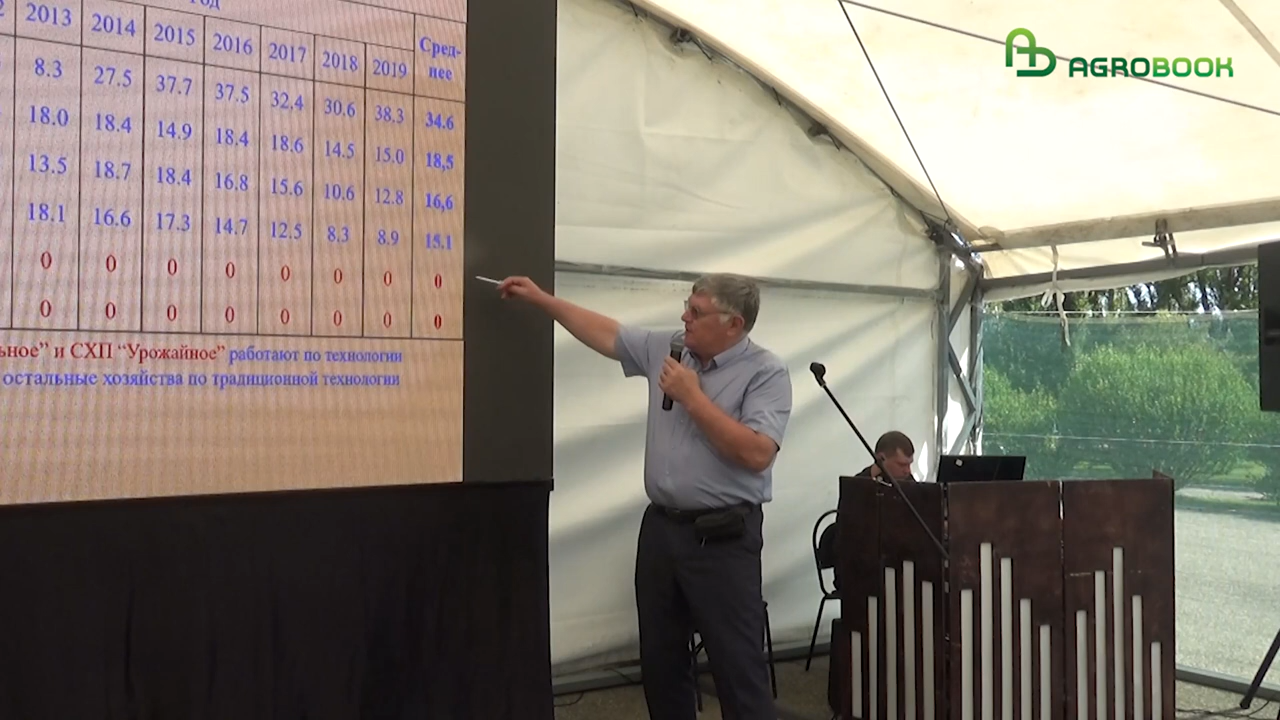 год
2013 2014 2015 2016 2017 2018 2019 Сред-
нее
8.3 27.5 37.7 37.5 32,4 30.6 38.3 34.6
18.0 18.4 14.9 18.4 18.6 14.5 15.0 18,5
13.5 18.7 18.4 16.8 15.6 10.6 12.8 16,6
18.1 16.6 17.3 14.7 12.5 8.3 8.9 15.1
0 0 0 0 0 0 0 0
0 0 0 0 0 0 0 0
ьное” и СХП “Урожайное” работают по технологии
остальные хозяйства по традиционной технологии
AGROBOOK